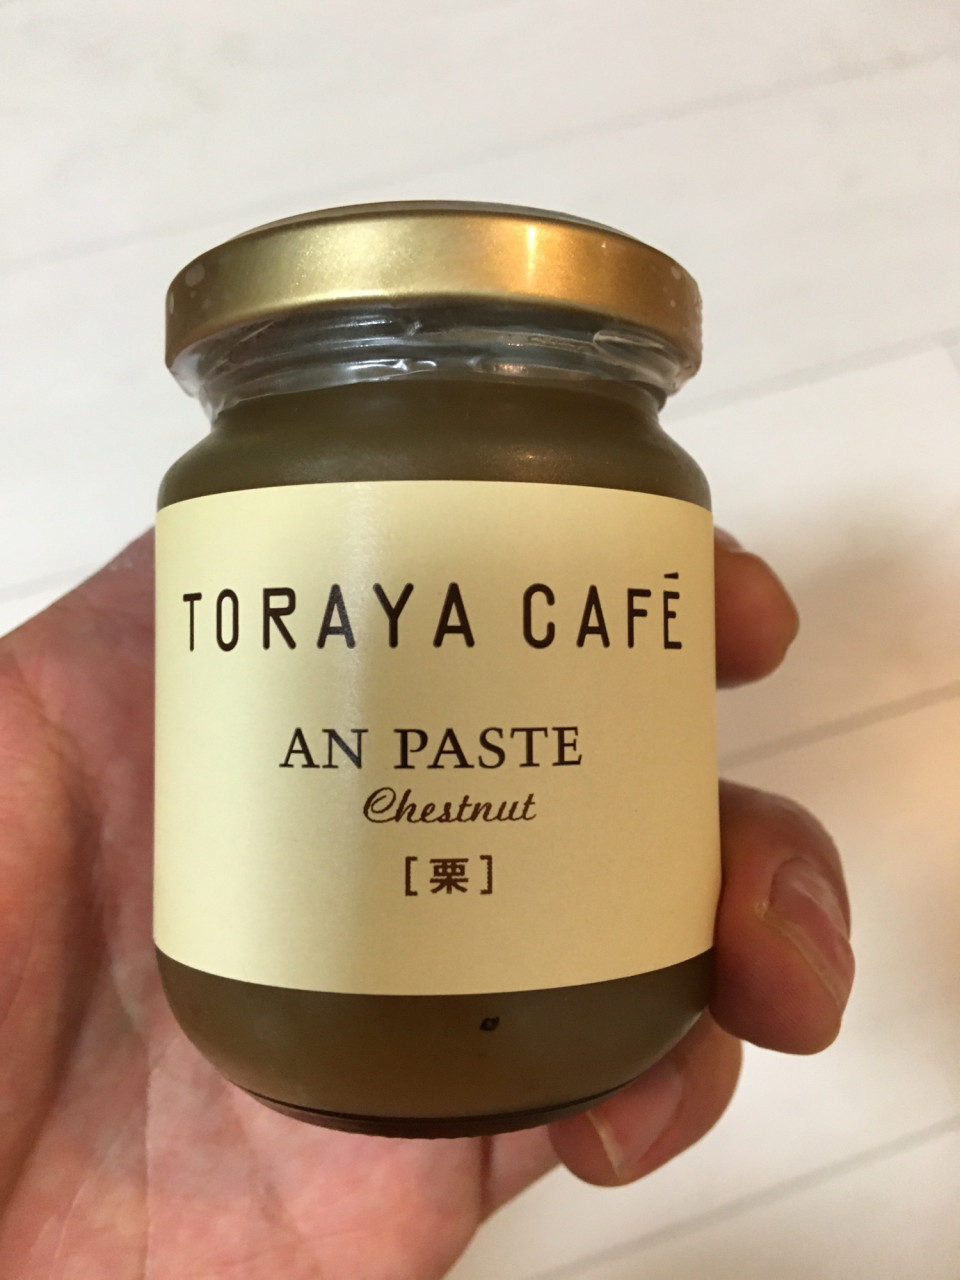 TORAYA CAFÉ
AN PASTE
Chestnut
[栗]